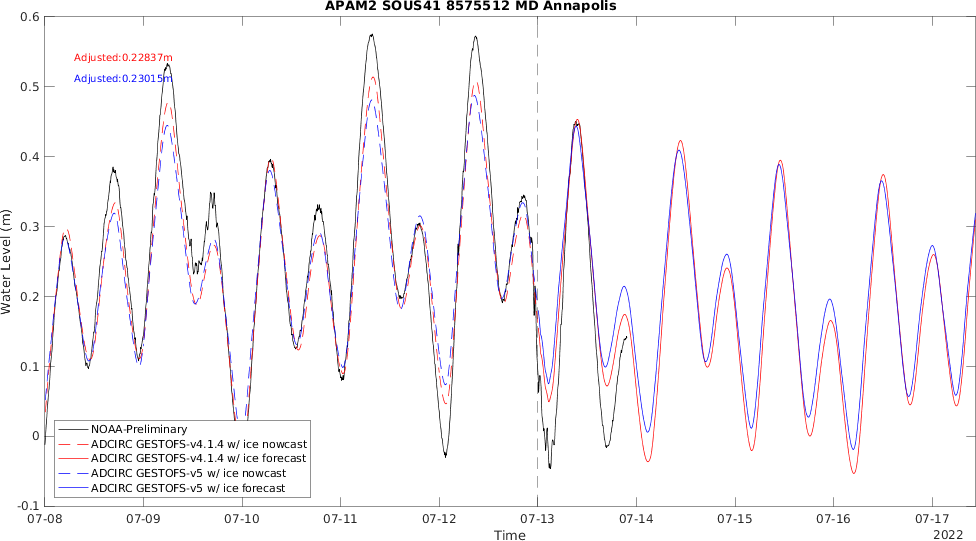 APAM2 SOUS41 8575512 MD Annapolis
0.6
0.5
0.4
0.3
0.2
0.1
0
-0.1
Water Level (m)
Adjusted:0.22837m
Adjusted:0.23015m
NOAA-Preliminary
ADCIRC GESTOFS-v4.1.4 w/ ice nowcast
ADCIRC GESTOFS-v4.1.4 w/ ice forecast
ADCIRC GESTOFS-v5 w/ ice nowcast
ADCIRC GESTOFS-v5 w/ ice forecast
07-08 07-09 07-10 07-11 07-12 07-13 07-14 07-15 07-16 07-17
Time
2022